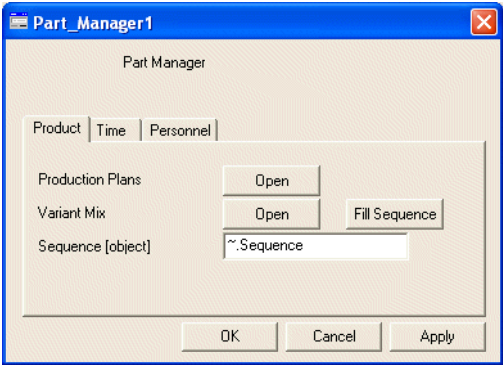 Part_Manager1
Part Manager
Product Time Personnel
Production Plans Open
Variant Mix Open Fill Sequence
Sequence [object] ~.Sequence
OK Cancel Apply